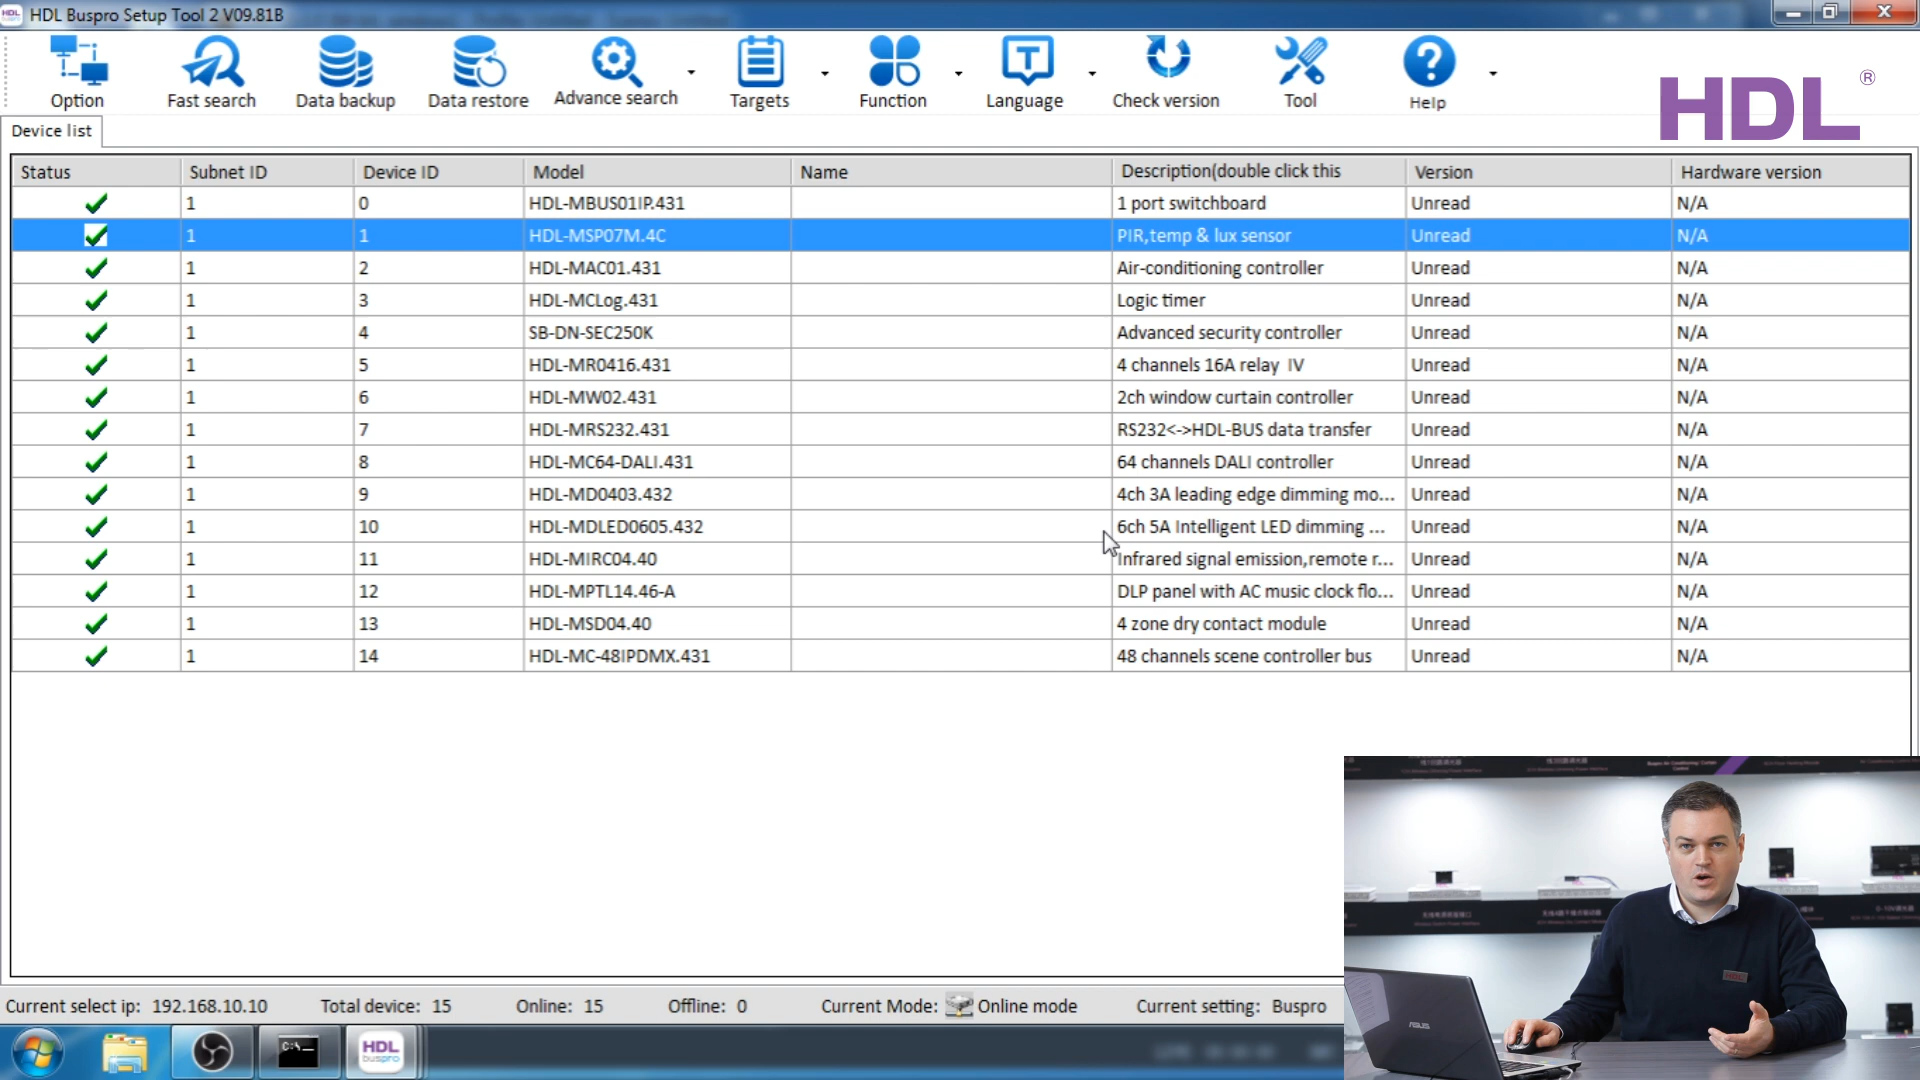 HDL Buspro Setup Tool 2 V09.81B
Option
Fast search
Data backup
Data restore
Advance search
Targets
Function
Language
Check version
Tool
Help
HDL ®
Device list
Status Subnet ID Device ID Model Name Description(double click this Version Hardware version
1 0 HDL-MBUS01IP.431 1 port switchboard Unread N/A
1 1 HDL-MSP07M.4C PIR,temp & lux sensor Unread N/A
1 2 HDL-MAC01.431 Air-conditioning controller Unread N/A
1 3 HDL-MCLog.431 Logic timer Unread N/A
1 4 SB-DN-SEC250K Advanced security controller Unread N/A
1 5 HDL-MR0416.431 4 channels 16A relay IV Unread N/A
1 6 HDL-MW02.431 2ch window curtain controller Unread N/A
1 7 HDL-MRS232.431 RS232<->HDL-BUS data transfer Unread N/A
1 8 HDL-MC64-DALI.431 64 channels DALI controller Unread N/A
1 9 HDL-MD0403.432 4ch 3A leading edge dimming mo... Unread N/A
1 10 HDL-MDLED0605.432 6ch 5A Intelligent LED dimming ... Unread N/A
1 11 HDL-MIRC04.40 Infrared signal emission,remote r... Unread N/A
1 12 HDL-MPTL14.46-A DLP panel with AC music clock flo... Unread N/A
1 13 HDL-MSD04.40 4 zone dry contact module Unread N/A
1 14 HDL-MC-48IPDMX.431 48 channels scene controller bus Unread N/A
Current select ip: 192.168.10.10 Total device: 15 Online: 15 Offline: 0 Current Mode: Online mode Current setting: Buspro
C:\
HDL
buspro
HDL
ASUS